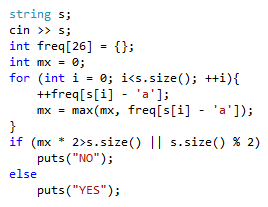 string s;
cin >> s;
int freq[26] = {};
int mx = 0;
for (int i = 0; i<s.size(); ++i){
    ++freq[s[i] - 'a'];
    mx = max(mx, freq[s[i] - 'a']);
}
if (mx * 2>s.size() || s.size() % 2)
    puts("NO");
else
    puts("YES");